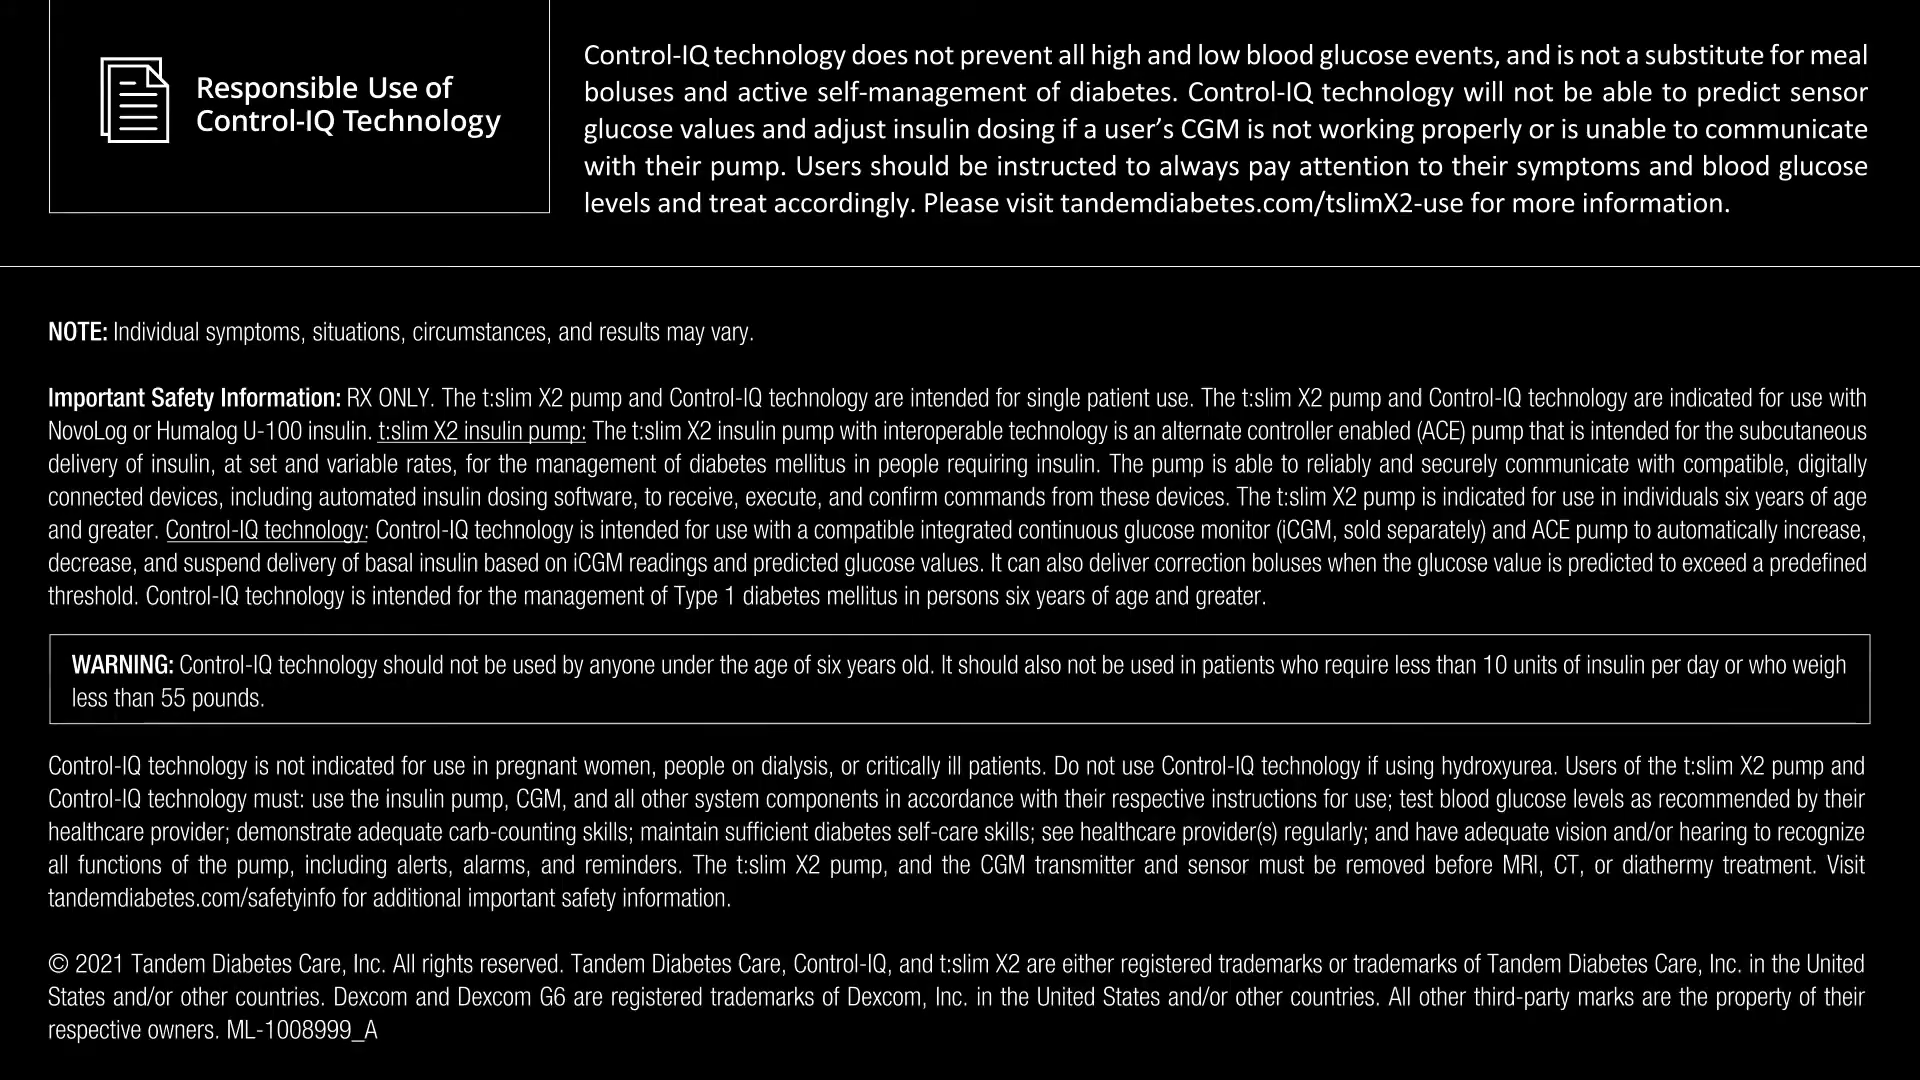 Responsible Use of
Control-IQ Technology
Control-IQ technology does not prevent all high and low blood glucose events, and is not a substitute for meal
boluses and active self-management of diabetes. Control-IQ technology will not be able to predict sensor
glucose values and adjust insulin dosing if a user’s CGM is not working properly or is unable to communicate
with their pump. Users should be instructed to always pay attention to their symptoms and blood glucose
levels and treat accordingly. Please visit tandemdiabetes.com/tslimX2-use for more information.
NOTE: Individual symptoms, situations, circumstances, and results may vary.
Important Safety Information: RX ONLY. The t:slim X2 pump and Control-IQ technology are intended for single patient use. The t:slim X2 pump and Control-IQ technology are indicated for use with
NovoLog or Humalog U-100 insulin. t:slim X2 insulin pump: The t:slim X2 insulin pump with interoperable technology is an alternate controller enabled (ACE) pump that is intended for the subcutaneous
delivery of insulin, at set and variable rates, for the management of diabetes mellitus in people requiring insulin. The pump is able to reliably and securely communicate with compatible, digitally
connected devices, including automated insulin dosing software, to receive, execute, and confirm commands from these devices. The t:slim X2 pump is indicated for use in individuals six years of age
and greater. Control-IQ technology: Control-IQ technology is intended for use with a compatible integrated continuous glucose monitor (iCGM, sold separately) and ACE pump to automatically increase,
decrease, and suspend delivery of basal insulin based on iCGM readings and predicted glucose values. It can also deliver correction boluses when the glucose value is predicted to exceed a predefined
threshold. Control-IQ technology is intended for the management of Type 1 diabetes mellitus in persons six years of age and greater.
WARNING: Control-IQ technology should not be used by anyone under the age of six years old. It should also not be used in patients who require less than 10 units of insulin per day or who weigh
less than 55 pounds.
Control-IQ technology is not indicated for use in pregnant women, people on dialysis, or critically ill patients. Do not use Control-IQ technology if using hydroxyurea. Users of the t:slim X2 pump and
Control-IQ technology must: use the insulin pump, CGM, and all other system components in accordance with their respective instructions for use; test blood glucose levels as recommended by their
healthcare provider; demonstrate adequate carb-counting skills; maintain sufficient diabetes self-care skills; see healthcare provider(s) regularly; and have adequate vision and/or hearing to recognize
all functions of the pump, including alerts, alarms, and reminders. The t:slim X2 pump, and the CGM transmitter and sensor must be removed before MRI, CT, or diathermy treatment. Visit
tandemdiabetes.com/safetyinfo for additional important safety information.
© 2021 Tandem Diabetes Care, Inc. All rights reserved. Tandem Diabetes Care, Control-IQ, and t:slim X2 are either registered trademarks or trademarks of Tandem Diabetes Care, Inc. in the United
States and/or other countries. Dexcom and Dexcom G6 are registered trademarks of Dexcom, Inc. in the United States and/or other countries. All other third-party marks are the property of their
respective owners. ML-1008999_A